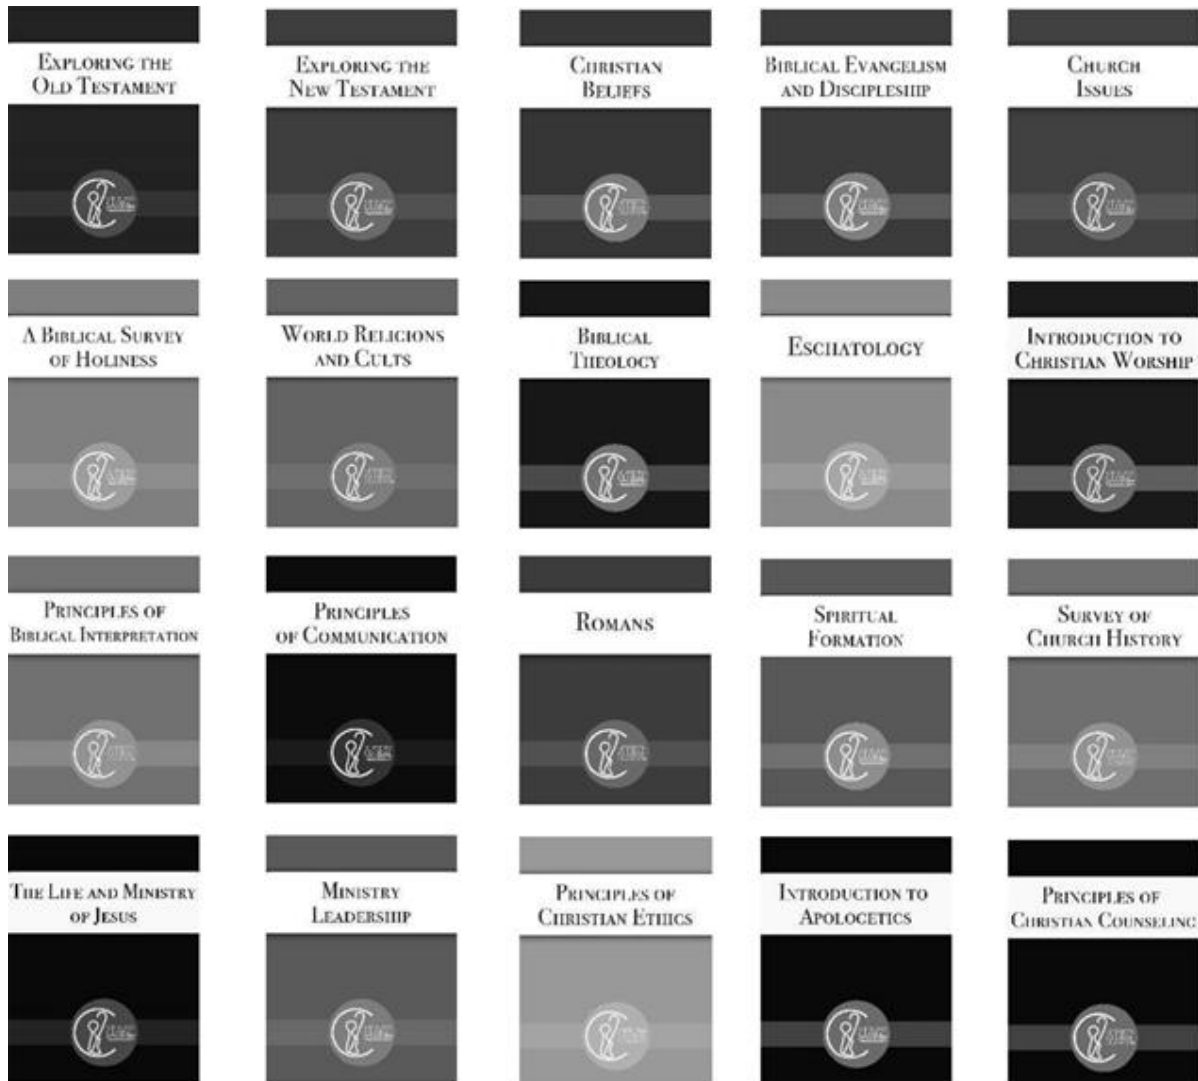 Exploring the
Old Testament
Exploring the
New Testament
Christian
Beliefs
Biblical Evangelism
and Discipleship
Church
Issues
A Biblical Survey
of Holiness
World Religions
and Cults
Biblical
Theology
Eschatology
Introduction to
Christian Worship
Principles of
Biblical Interpretation
Principles
of Communication
Romans
Spiritual
Formation
Survey of
Church History
The Life and Ministry
of Jesus
Ministry
Leadership
Principles of
Christian Ethics
Introduction to
Apologetics
Principles of
Christian Counseling